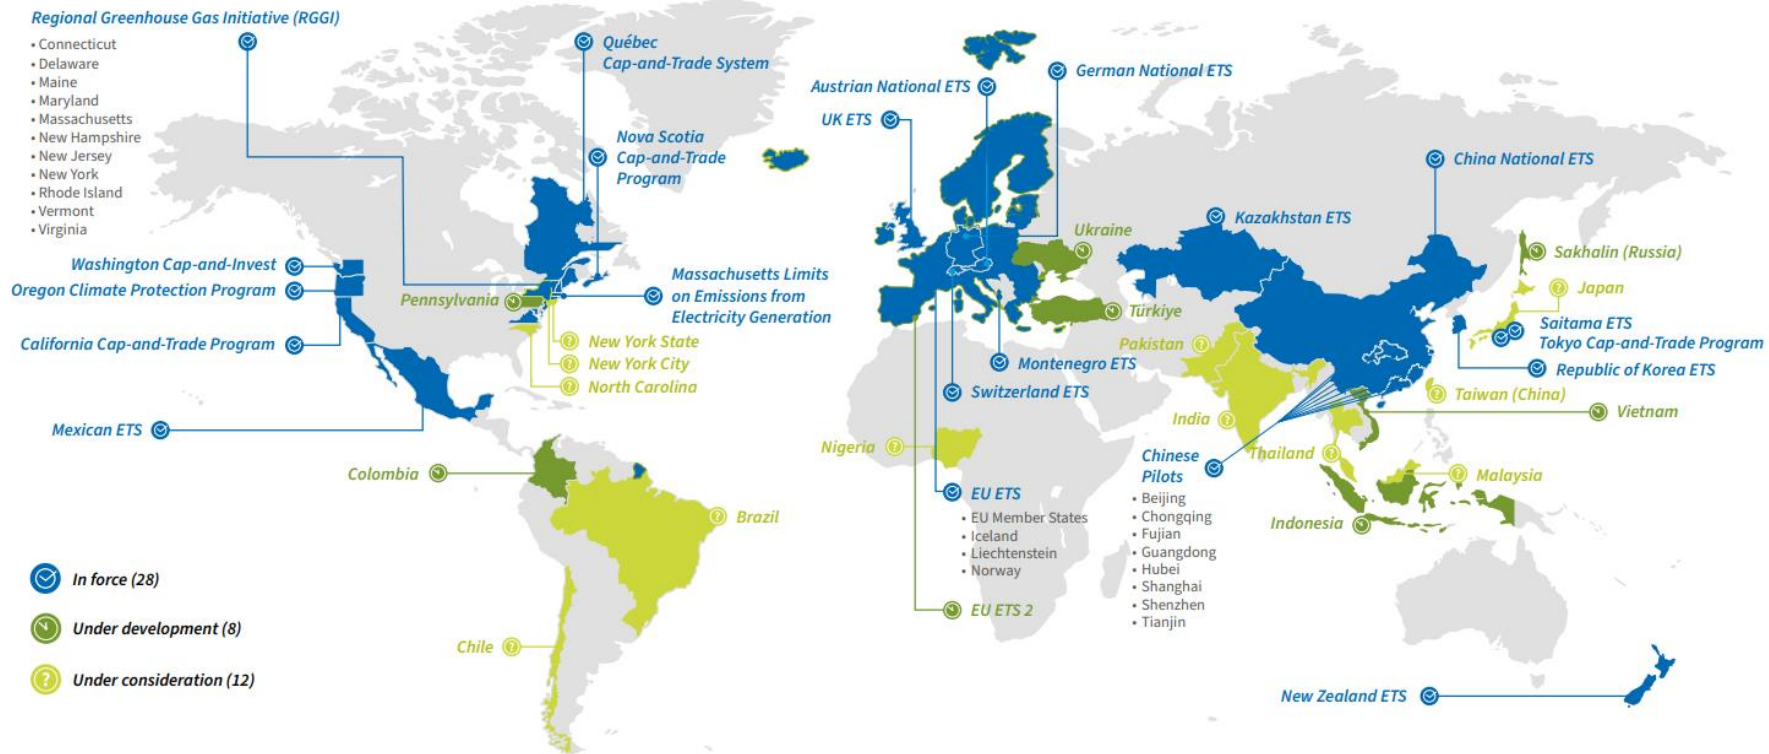 Regional Greenhouse Gas Initiative (RGGI)
• Connecticut
• Delaware
• Maine
• Maryland
• Massachusetts
• New Hampshire
• New Jersey
• New York
• Rhode Island
• Vermont
• Virginia
Washington Cap-and-Invest
Oregon Climate Protection Program
California Cap-and-Trade Program
Mexican ETS
Québec
Cap-and-Trade System
Nova Scotia
Cap-and-Trade
Program
Pennsylvania
Massachusetts Limits
on Emissions from
Electricity Generation
New York State
New York City
North Carolina
Colombia
Brazil
Chile
In force (28)
Under development (8)
Under consideration (12)
Austrian National ETS
German National ETS
UK ETS
Ukraine
Türkiye
Montenegro ETS
Switzerland ETS
Nigeria
EU ETS
• EU Member States
• Iceland
• Liechtenstein
• Norway
EU ETS 2
China National ETS
Kazakhstan ETS
Sakhalin (Russia)
Japan
Saitama ETS
Tokyo Cap-and-Trade Program
Republic of Korea ETS
Pakistan
Taiwan (China)
India
Vietnam
Thailand
Malaysia
Chinese
Pilots
• Beijing
• Chongqing
• Fujian
• Guangdong
• Hubei
• Shanghai
• Shenzhen
• Tianjin
Indonesia
New Zealand ETS